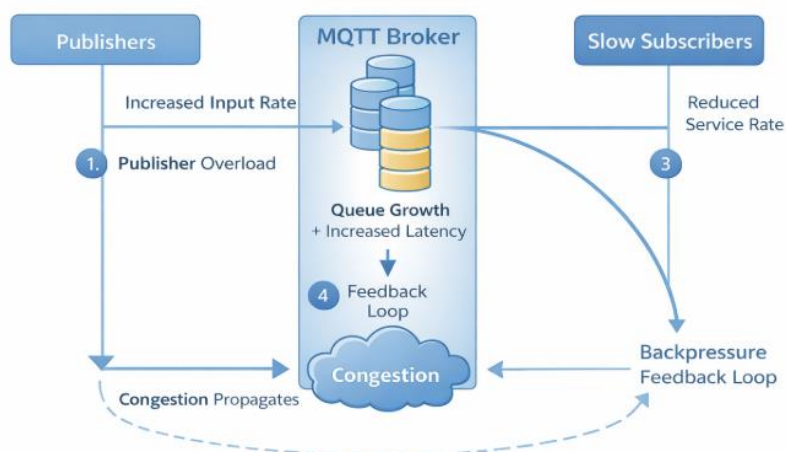 Publishers
MQTT Broker
Slow Subscribers
Increased Input Rate
Reduced
Service Rate
1.
Publisher Overload
3
Queue Growth
+ Increased Latency
4
Feedback
Loop
Congestion
Backpressure
Feedback Loop
Congestion Propagates